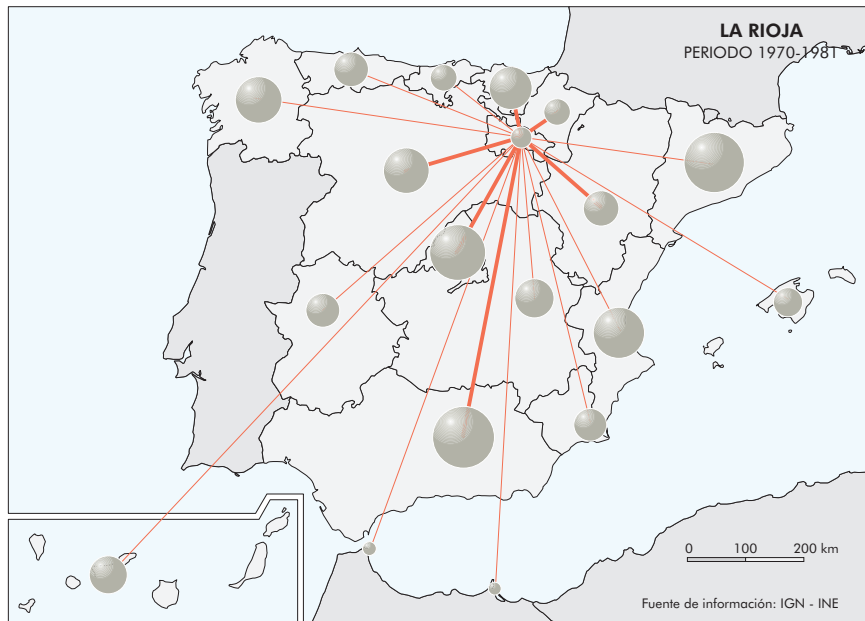 LA RIOJA
PERIODO 1970-1981
0 100 200 km
Fuente de información: IGN - INE